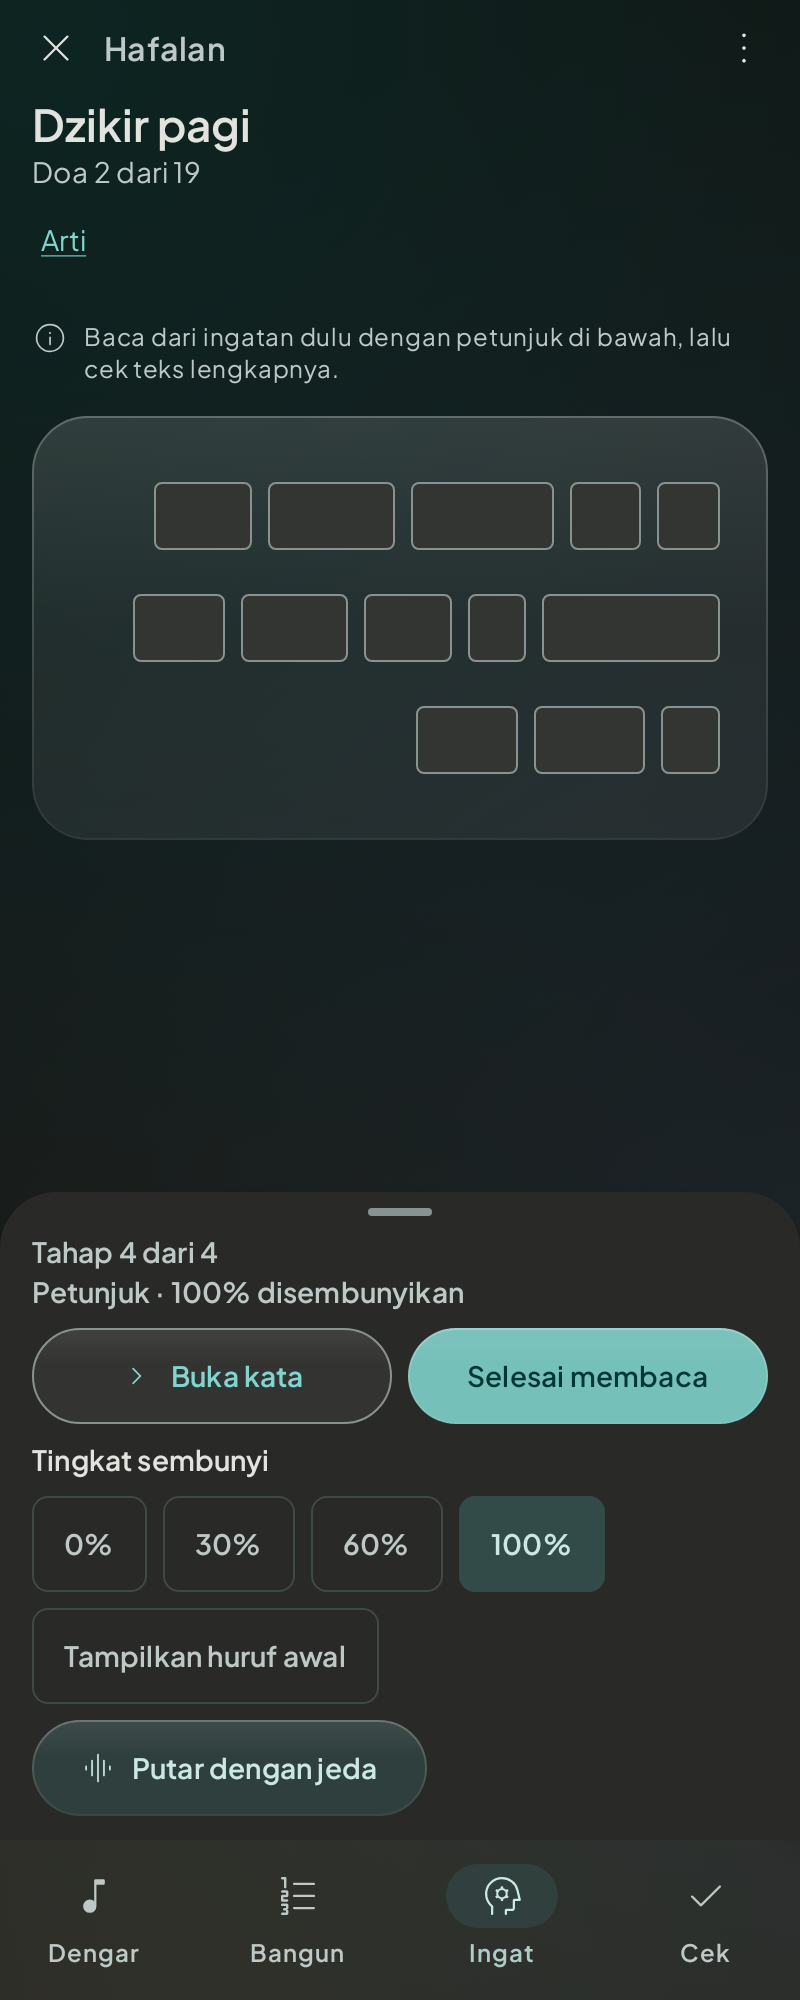 Hafalan
Dzikir pagi
Doa 2 dari 19
Arti
Baca dari ingatan dulu dengan petunjuk di bawah, lalu
cek teks lengkapnya.
Tahap 4 dari 4
Petunjuk · 100% disembunyikan
Buka kata
Selesai membaca
Tingkat sembunyi
0%
30%
60%
100%
Tampilkan huruf awal
Putar dengan jeda
Dengar
Bangun
Ingat
Cek